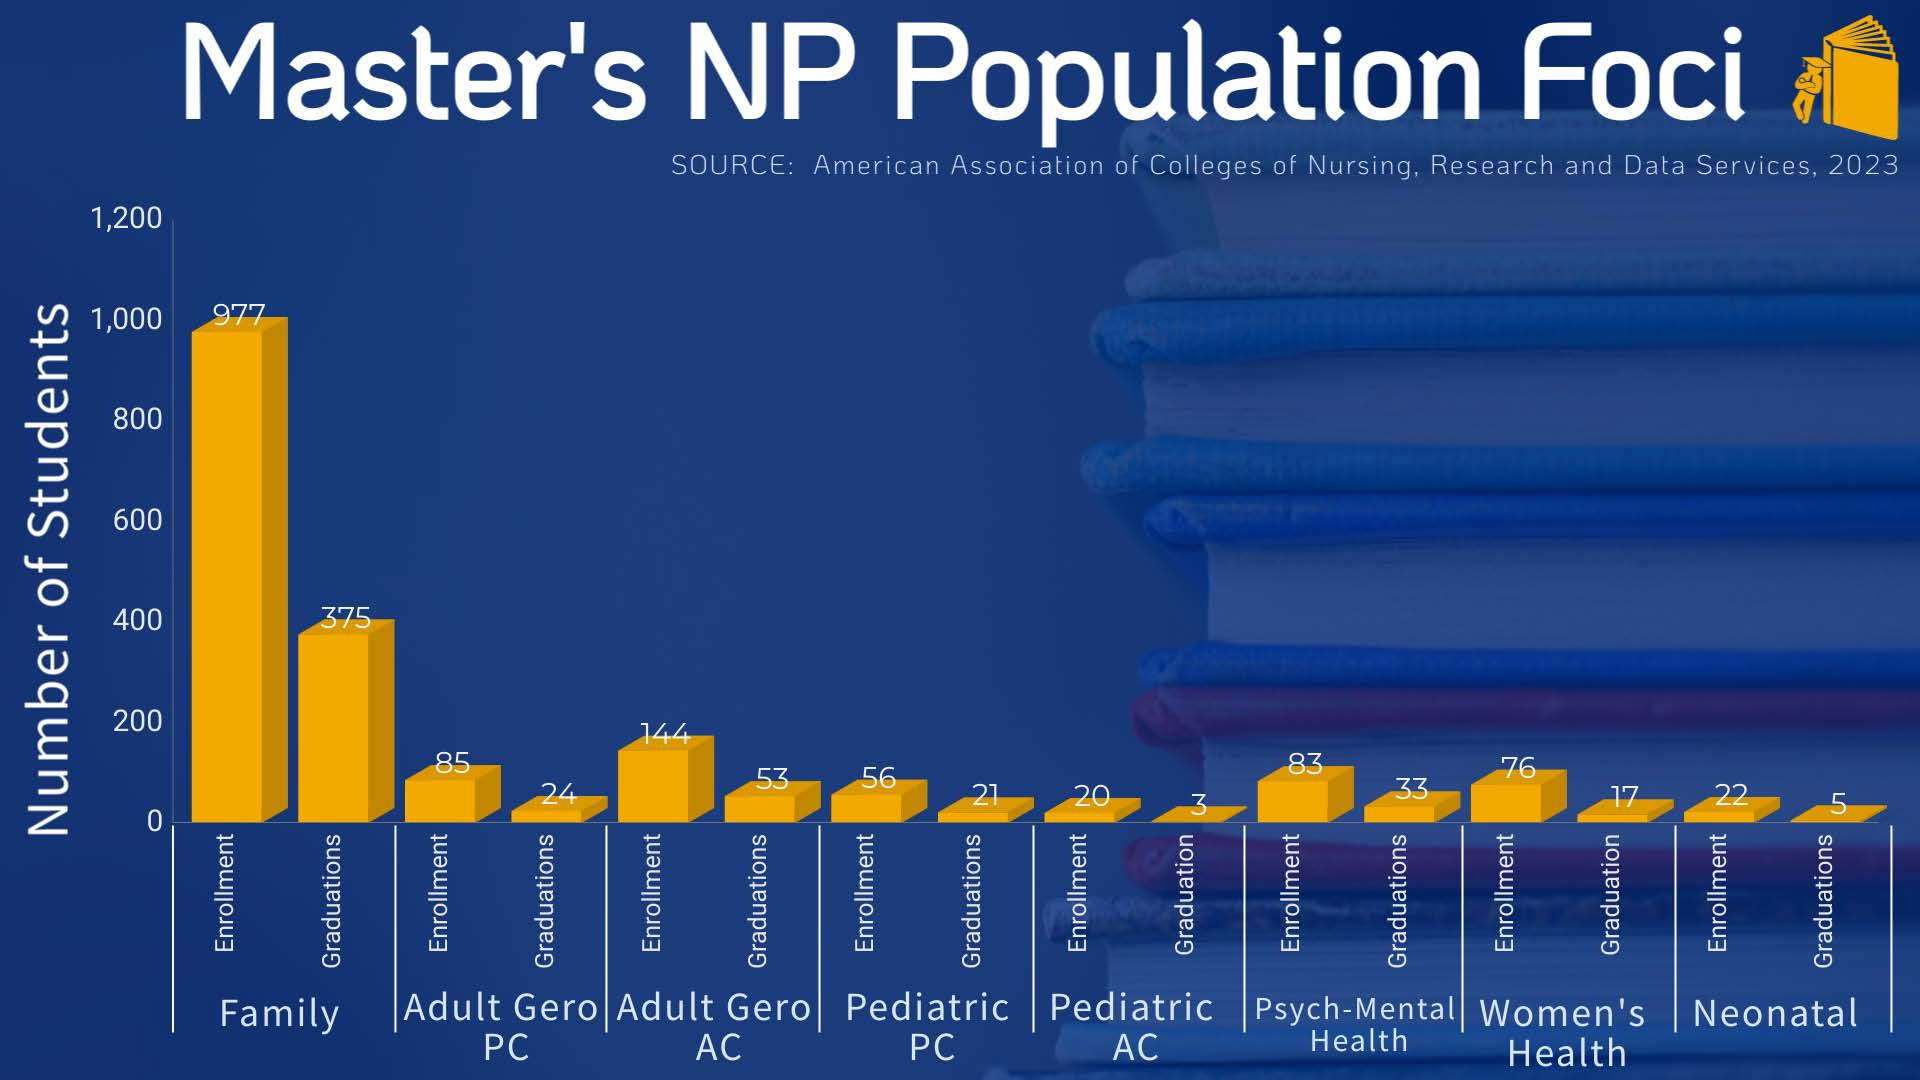 Master's NP Population Foci
SOURCE:  American Association of Colleges of Nursing, Research and Data Services, 2023
Number of Students
1,200
1,000
800
600
400
200
0
977
375
85
24
144
53
56
21
20
3
83
33
76
17
22
5
Enrollment
Graduations
Enrollment
Graduations
Enrollment
Graduations
Enrollment
Graduations
Enrollment
Graduation
Enrollment
Graduations
Enrollment
Graduation
Enrollment
Graduations
Family
Adult Gero
PC
Adult Gero
AC
Pediatric
PC
Pediatric
AC
Psych-Mental
Health
Women's
Health
Neonatal